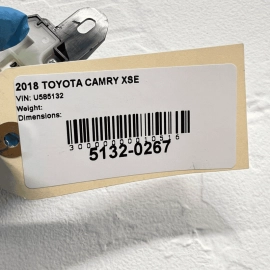 2018 TOYOTA CAMRY XSE
VIN: U585132
Weight:
Dimensions:
5132-0267